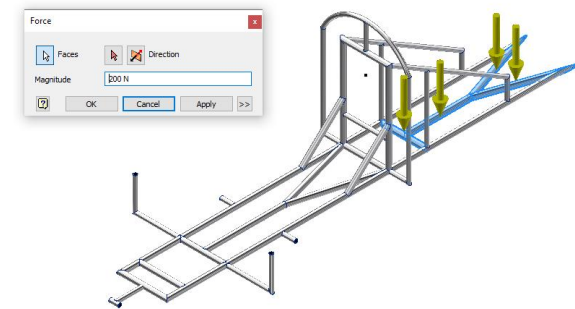 Force
x
Faces
Direction
Magnitude
200 N
?
OK
Cancel
Apply
>>